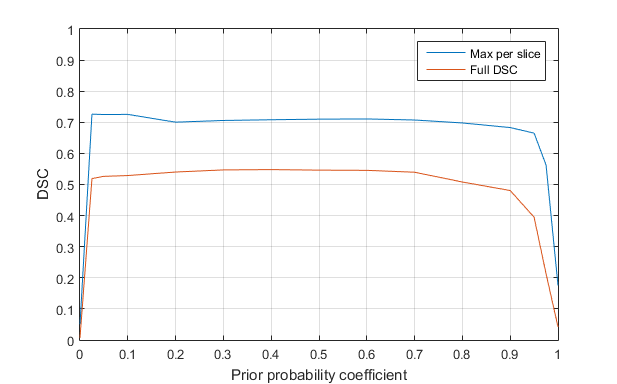 Max per slice
Full DSC
1
0.9
0.8
0.7
0.6
0.5
0.4
0.3
0.2
0.1
0
DSC
0 0.1 0.2 0.3 0.4 0.5 0.6 0.7 0.8 0.9 1
Prior probability coefficient